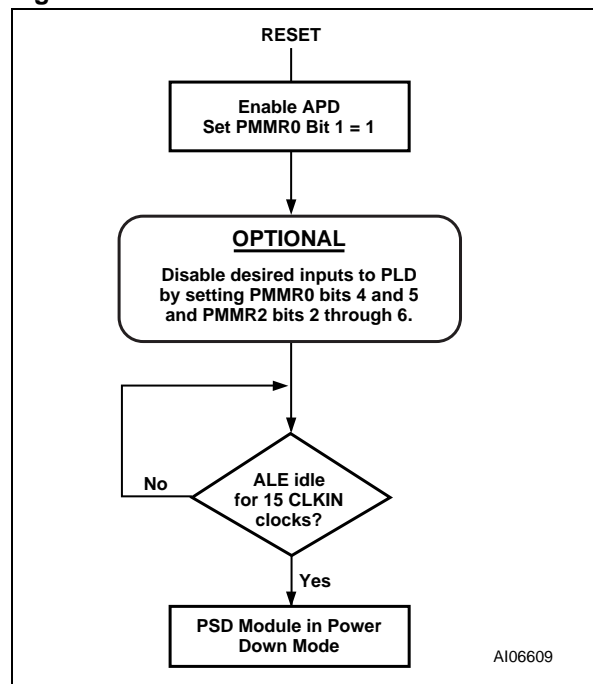 RESET
Enable APD
Set PMMR0 Bit 1 = 1
OPTIONAL
Disable desired inputs to PLD
by setting PMMR0 bits 4 and 5
and PMMR2 bits 2 through 6.
No
ALE idle
for 15 CLKIN
clocks?
Yes
PSD Module in Power
Down Mode
AI06609